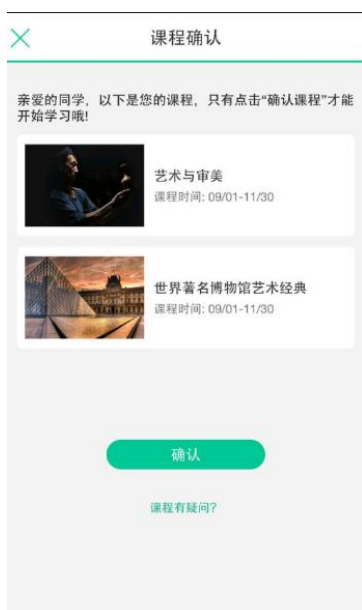 课程确认
亲爱的同学，以下是您的课程，只有点击“确认课程”才能
开始学习哦!
艺术与审美
课程时间: 09/01-11/30
世界著名博物馆艺术经典
课程时间: 09/01-11/30
确认
课程有疑问?